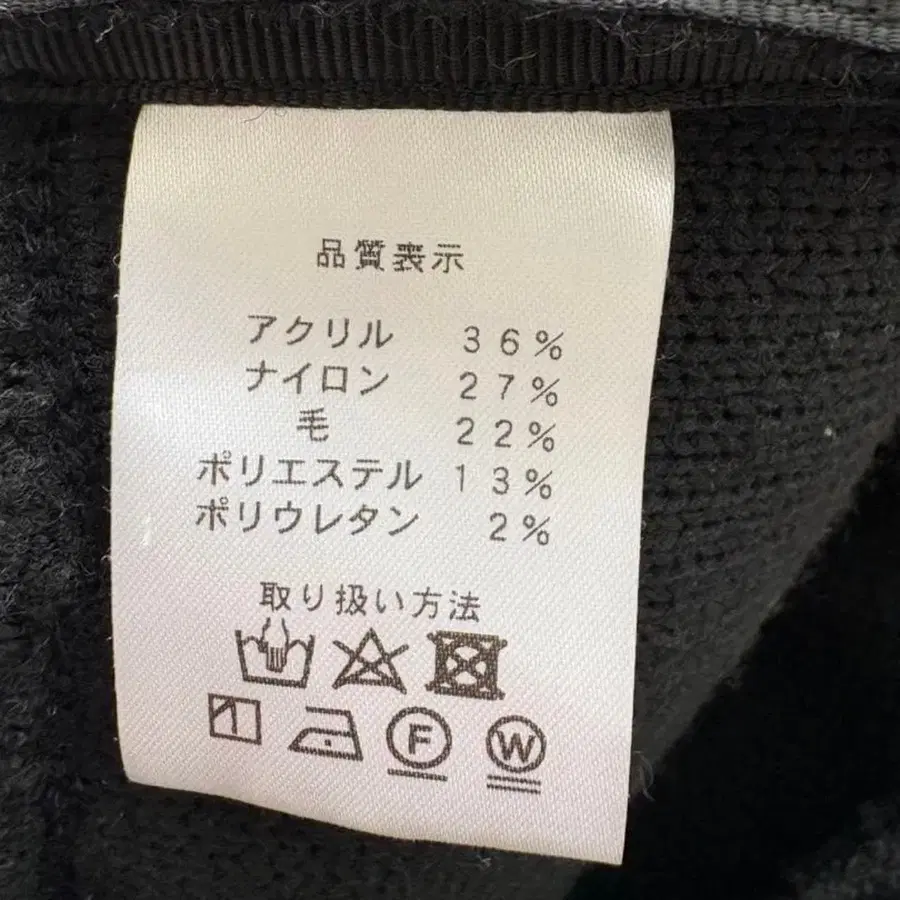 品質表示
アクリル 36%
ナイロン 27%
毛 22%
ポリエステル 13%
ポリウレタン 2%
取り扱い方法
F W